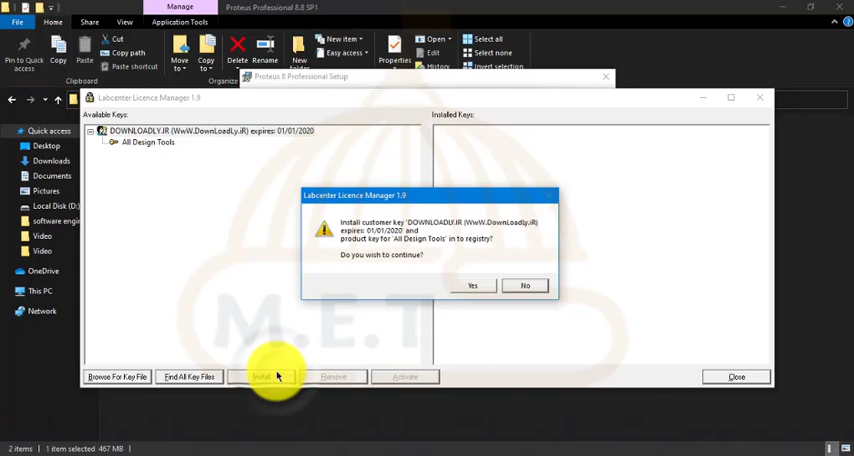 Manage
Proteus Professional 8.8 SP1
File
Home
Share
View
Application Tools
Pin to Quick access
Copy
Paste
Cut
Copy path
Paste shortcut
Move to
Copy to
Delete
Rename
New folder
New item
Easy access
Properties
Open
Edit
History
Select all
Select none
Invert selection
Clipboard
Organize
Proteus 8 Professional Setup
Labcenter Licence Manager 1.9
Available Keys:
Installed Keys:
DOWNLOADLY.IR (WwW.DownLoadLy.iR) expires: 01/01/2020
All Design Tools
Quick access
Desktop
Downloads
Documents
Pictures
Local Disk (D:)
software engin
Video
Video
OneDrive
This PC
Network
Labcenter Licence Manager 1.9
Install customer key 'DOWNLOADLY.IR (WwW.DownLoadLy.iR)
expires: 01/01/2020' and
product key for 'All Design Tools' in to registry?
Do you wish to continue?
Yes
No
M.E.T
Browse For Key File
Find All Key Files
Install
Remove
Activate
Close
2 items
1 item selected 467 MB